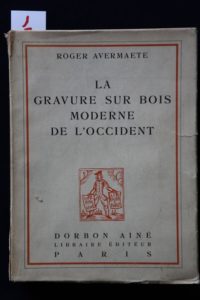 ROGER AVERMAETE
LA
GRAVURE SUR BOIS
MODERNE
DE L'OCCIDENT
DORBON AINÉ
LIBRAIRE ÉDITEUR
PARIS